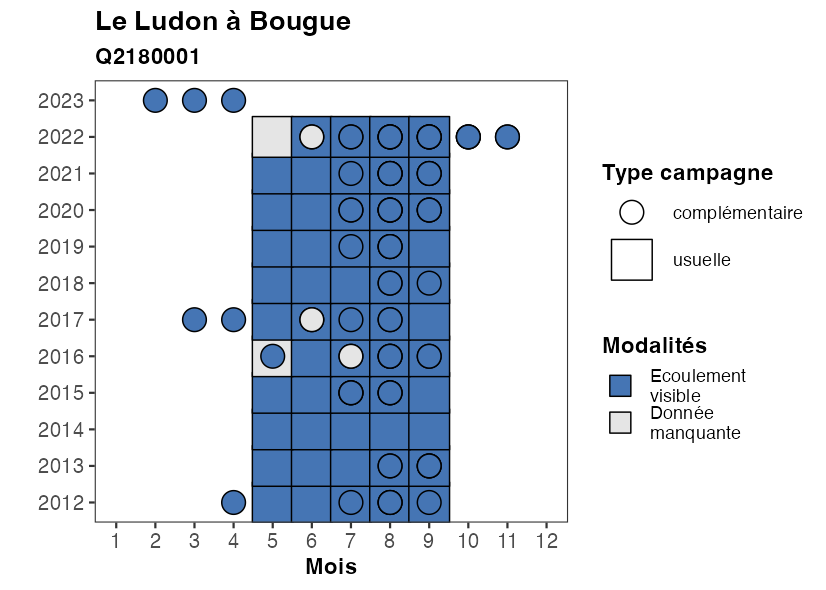 Le Ludon à Bougue
Q2180001
2023
2022
2021
2020
2019
2018
2017
2016
2015
2014
2013
2012
1 2 3 4 5 6 7 8 9 10 11 12
Mois
Type campagne
complémentaire
usuelle
Modalités
Ecoulement
visible
Donnée
manquante